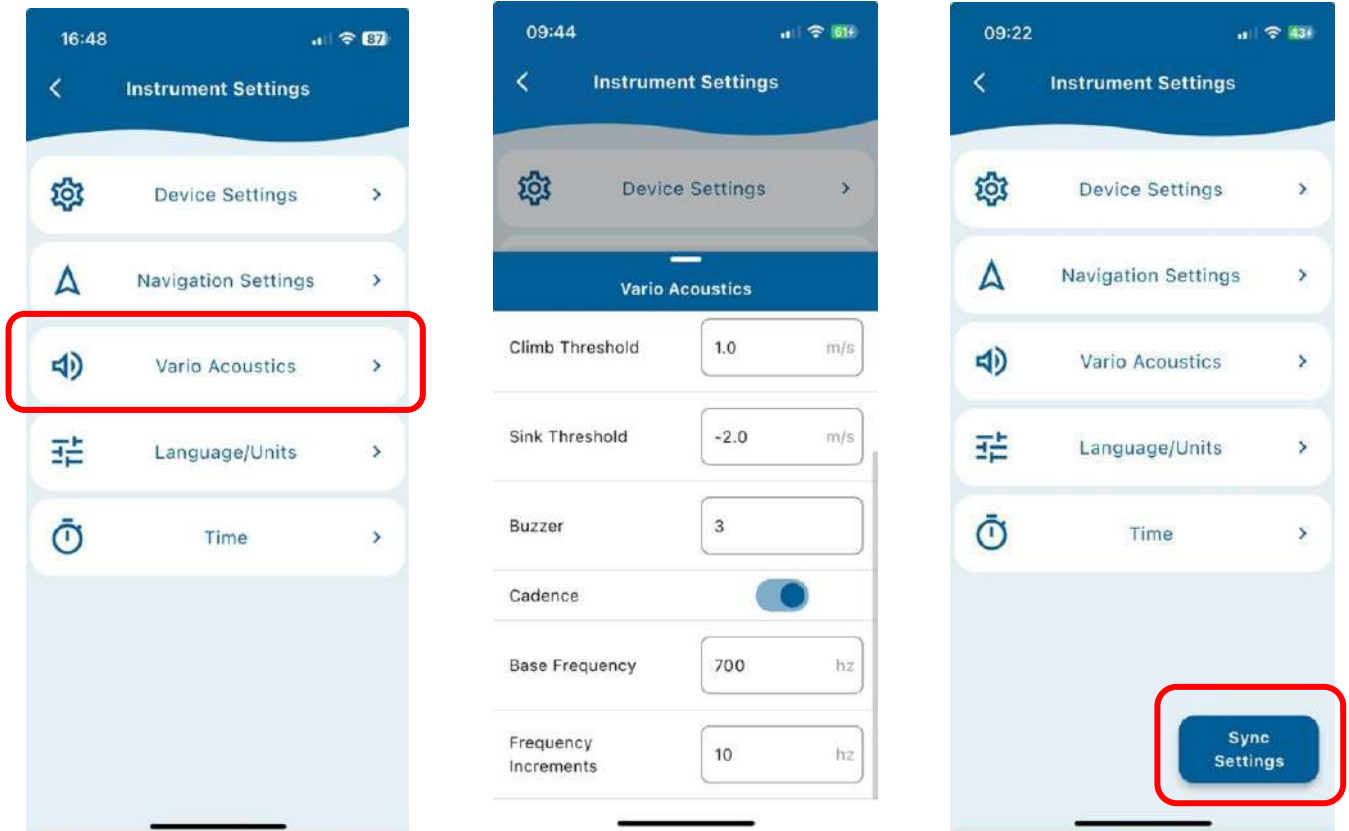 16:48
87
Instrument Settings
Device Settings
Navigation Settings
Vario Acoustics
Language/Units
Time
09:44
61
Instrument Settings
Device Settings
Vario Acoustics
Climb Threshold 1.0 m/s
Sink Threshold -2.0 m/s
Buzzer 3
Cadence
Base Frequency 700 hz
Frequency
Increments 10 hz
09:22
43
Instrument Settings
Device Settings
Navigation Settings
Vario Acoustics
Language/Units
Time
Sync
Settings